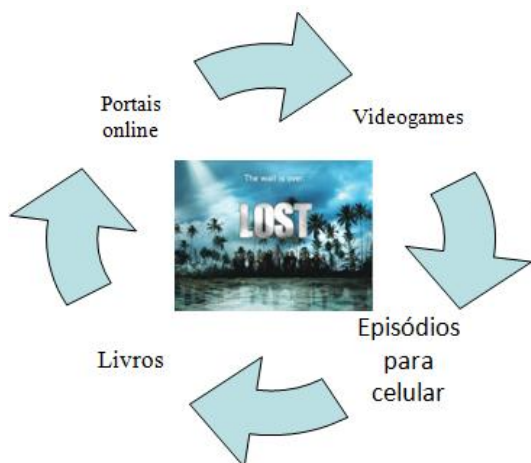 Portais
online
Videogames
The wait is over.
LOST
Episódios
para
celular
Livros